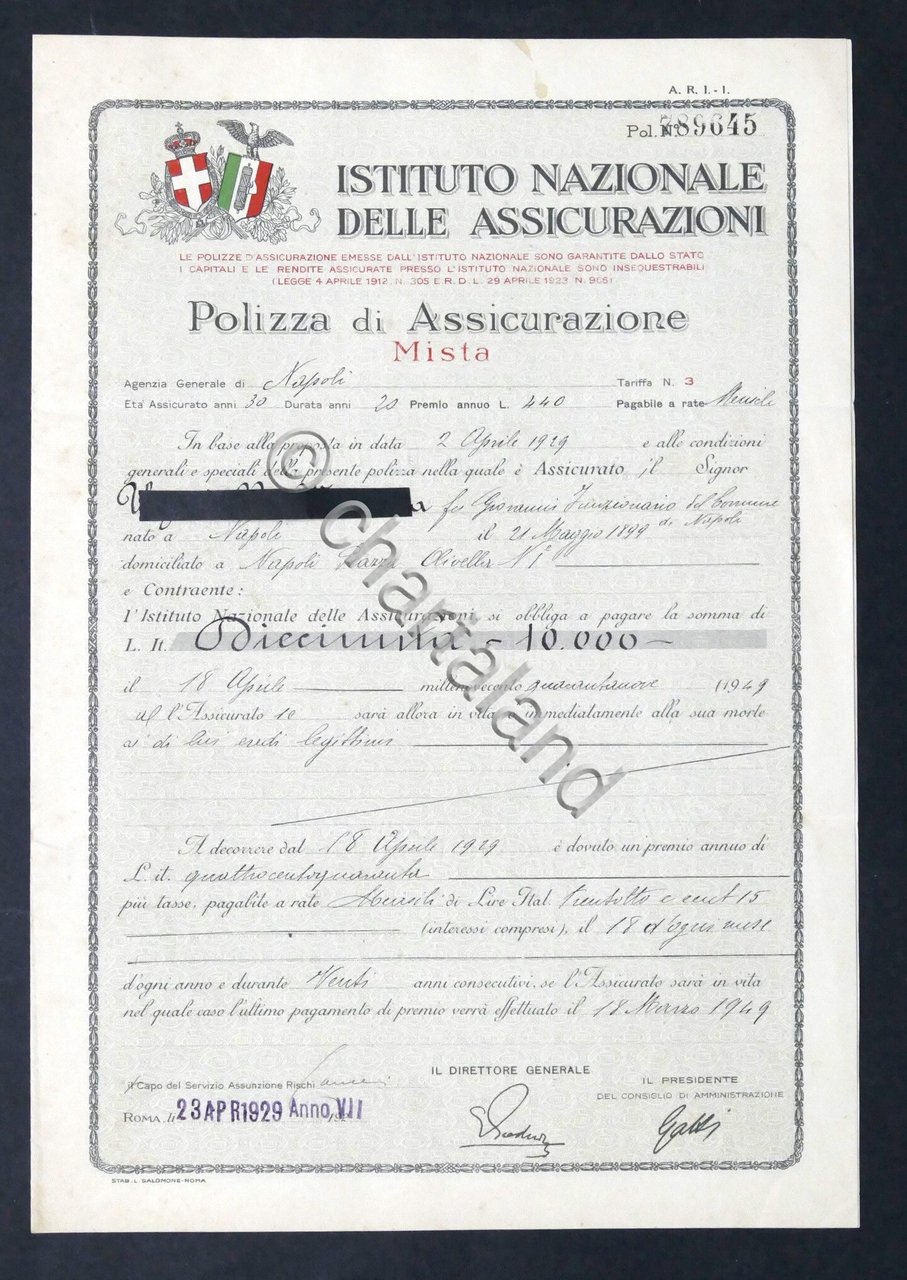 A. R. I. - I.
Pol. N° 789645
ISTITUTO NAZIONALE
DELLE ASSICURAZIONI
LE POLIZZE D'ASSICURAZIONE EMESSE DALL'ISTITUTO NAZIONALE SONO GARANTITE DALLO STATO
I CAPITALI E LE RENDITE ASSICURATE PRESSO L'ISTITUTO NAZIONALE SONO INSEQUESTRABILI
(LEGGE 4 APRILE 1912. N. 305 E R. D. L. 29 APRILE 1923 N. 966)
Polizza di Assicurazione
Mista
Agenzia Generale di Napoli Tariffa N. 3
Età Assicurato anni 30 Durata anni 20 Premio annuo L. 440 Pagabile a rate Mensili
In base alla proposta in data 2 Aprile 1929 e alle condizioni
generali e speciali della presente polizza nella quale è Assicurato il Signor
fu Giovanni Funzionario del Comune
di Napoli
nato a Napoli il 21 Maggio 1899
domiciliato a Napoli Piazza Olivella N. 1
e Contraente:
l'Istituto Nazionale delle Assicurazioni, si obbliga a pagare la somma di
L. It. Diecimila - 10.000 -
il 18 Aprile millenovecento quarantanove (1949
al l'Assicurato se sarà allora in vita immediatamente alla sua morte
ai di lui eredi legittimi
A decorrere dal 18 Aprile 1929 è dovuto un premio annuo di
L. it. quattrocentoquaranta
più tasse, pagabile a rate Mensili di Lire Ital. trentotto e cent 15
(interessi compresi), il 18 d'ogni mese
d'ogni anno e durante Venti anni consecutivi, se l'Assicurato sarà in vita
nel quale caso l'ultimo pagamento di premio verrà effettuato il 18 Marzo 1949
IL DIRETTORE GENERALE
il Capo del Servizio Assunzione Rischi
IL PRESIDENTE
DEL CONSIGLIO DI AMMINISTRAZIONE
ROMA, li 23 APR 1929 Anno VII
Gatti
STAB. L. SALOMONE-ROMA
© chartaland